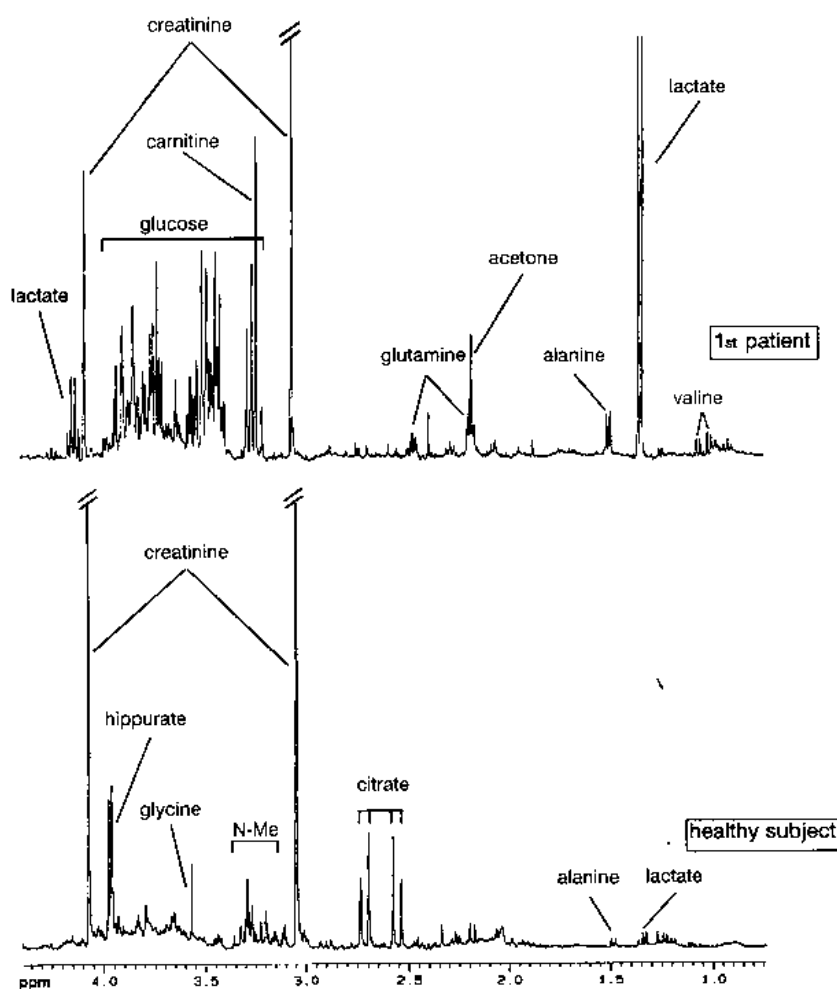 creatinine
lactate
carnitine
glucose
acetone
lactate
glutamine
alanine
1st patient
valine
creatinine
hippurate
citrate
glycine
N-Me
healthy subject
alanine
lactate
ppm 4.0 3.5 3.0 2.5 2.0 1.5 1.0